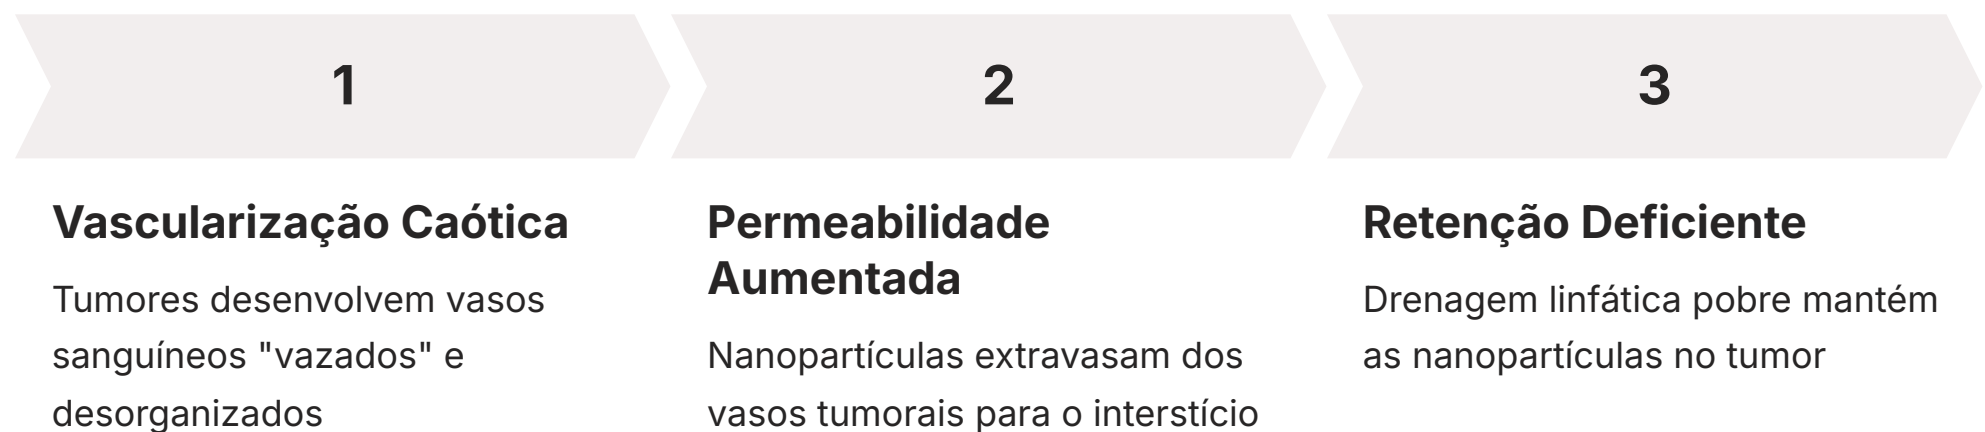 1
Vascularização Caótica
Tumores desenvolvem vasos
sanguíneos "vazados" e
desorganizados
2
Permeabilidade
Aumentada
Nanopartículas extravasam dos
vasos tumorais para o interstício
3
Retenção Deficiente
Drenagem linfática pobre mantém
as nanopartículas no tumor